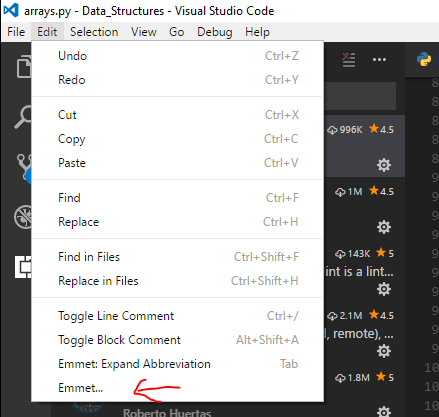 arrays.py - Data_Structures - Visual Studio Code
File Edit Selection View Go Debug Help
Undo Ctrl+Z
Redo Ctrl+Y
Cut Ctrl+X
Copy Ctrl+C
Paste Ctrl+V
Find Ctrl+F
Replace Ctrl+H
Find in Files Ctrl+Shift+F
Replace in Files Ctrl+Shift+H
Toggle Line Comment Ctrl+/
Toggle Block Comment Alt+Shift+A
Emmet: Expand Abbreviation Tab
Emmet...
996K 4.5
1M 4.5
143K 5
int is a lint...
2.1M 4.5
d, remote), ...
1.8M 5
Roberto Huertas